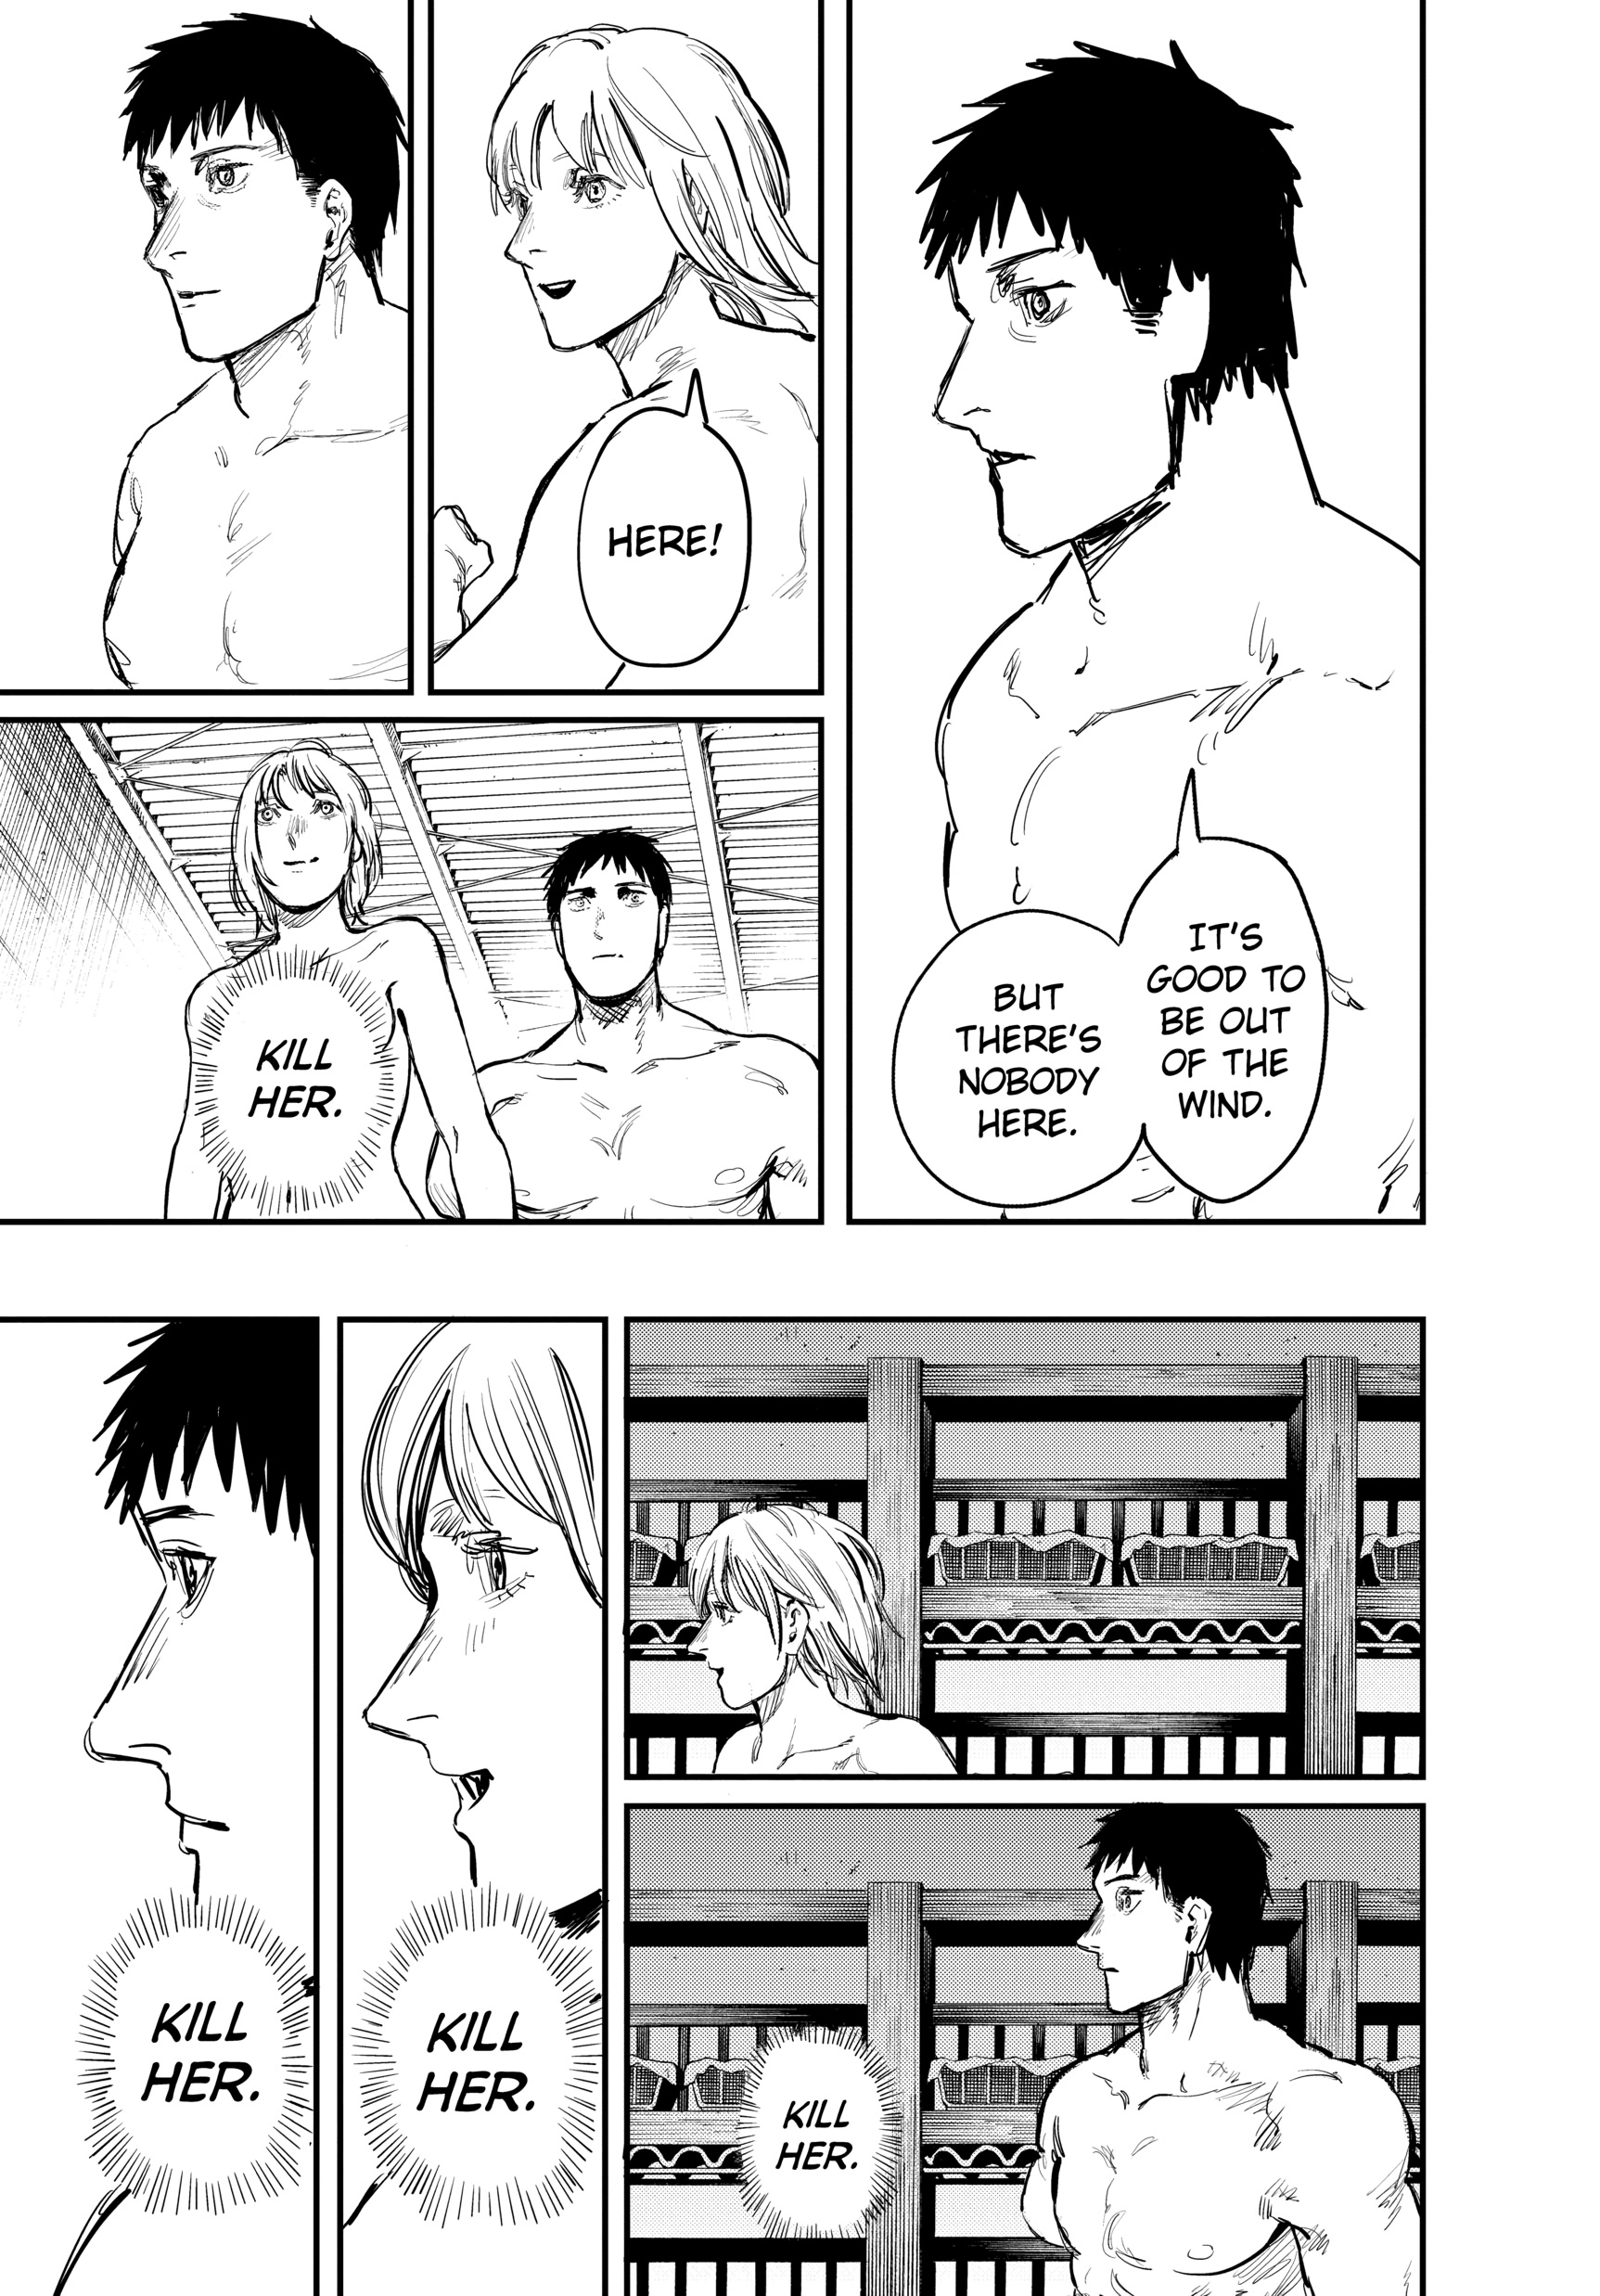 IT'S
GOOD TO
BE OUT
OF THE
WIND.
BUT
THERE'S
NOBODY
HERE.
HERE!
KILL
HER.
KILL
HER.
KILL
HER.
KILL
HER.